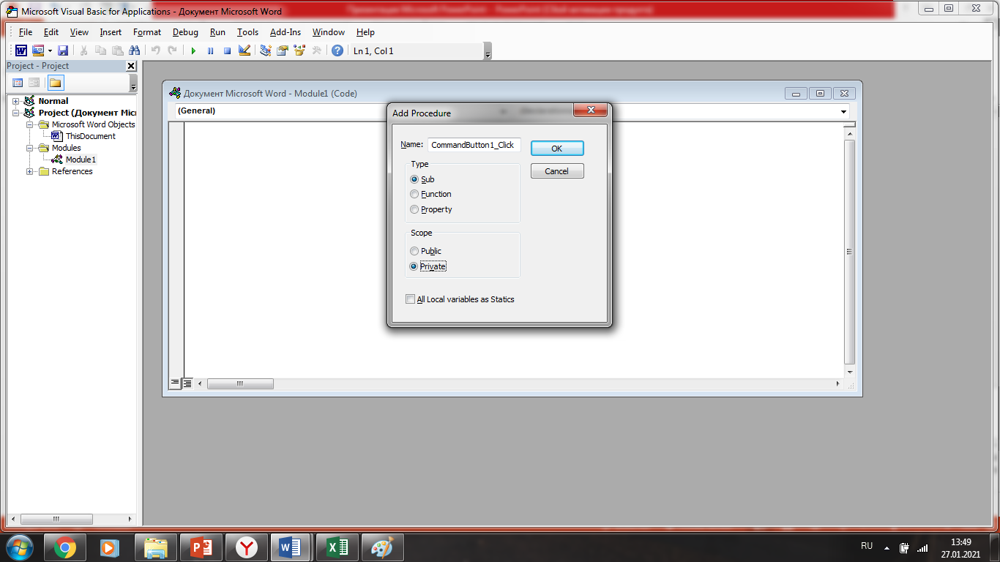 Microsoft Visual Basic for Applications - Документ Microsoft Word
File Edit View Insert Format Debug Run Tools Add-Ins Window Help
Ln 1, Col 1
Project - Project
Normal
Project (Документ Mic
Microsoft Word Objects
ThisDocument
Modules
Module1
References
Документ Microsoft Word - Module1 (Code)
(General)
Add Procedure
Name: CommandButton1_Click
OK
Cancel
Type
Sub
Function
Property
Scope
Public
Private
All Local variables as Statics
RU
13:49
27.01.2021